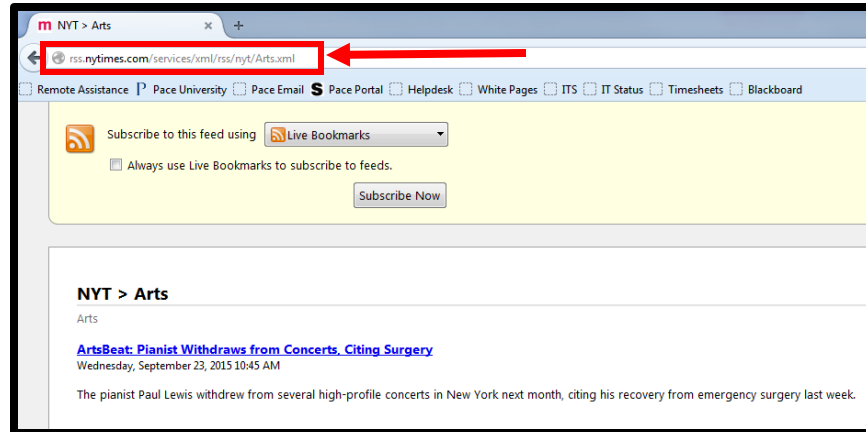 m NYT > Arts × +
rss.nytimes.com/services/xml/rss/nyt/Arts.xml
Remote Assistance P Pace University Pace Email S Pace Portal Helpdesk White Pages ITS IT Status Timesheets Blackboard
Subscribe to this feed using Live Bookmarks
Always use Live Bookmarks to subscribe to feeds.
Subscribe Now
NYT > Arts
Arts
ArtsBeat: Pianist Withdraws from Concerts, Citing Surgery
Wednesday, September 23, 2015 10:45 AM
The pianist Paul Lewis withdrew from several high-profile concerts in New York next month, citing his recovery from emergency surgery last week.